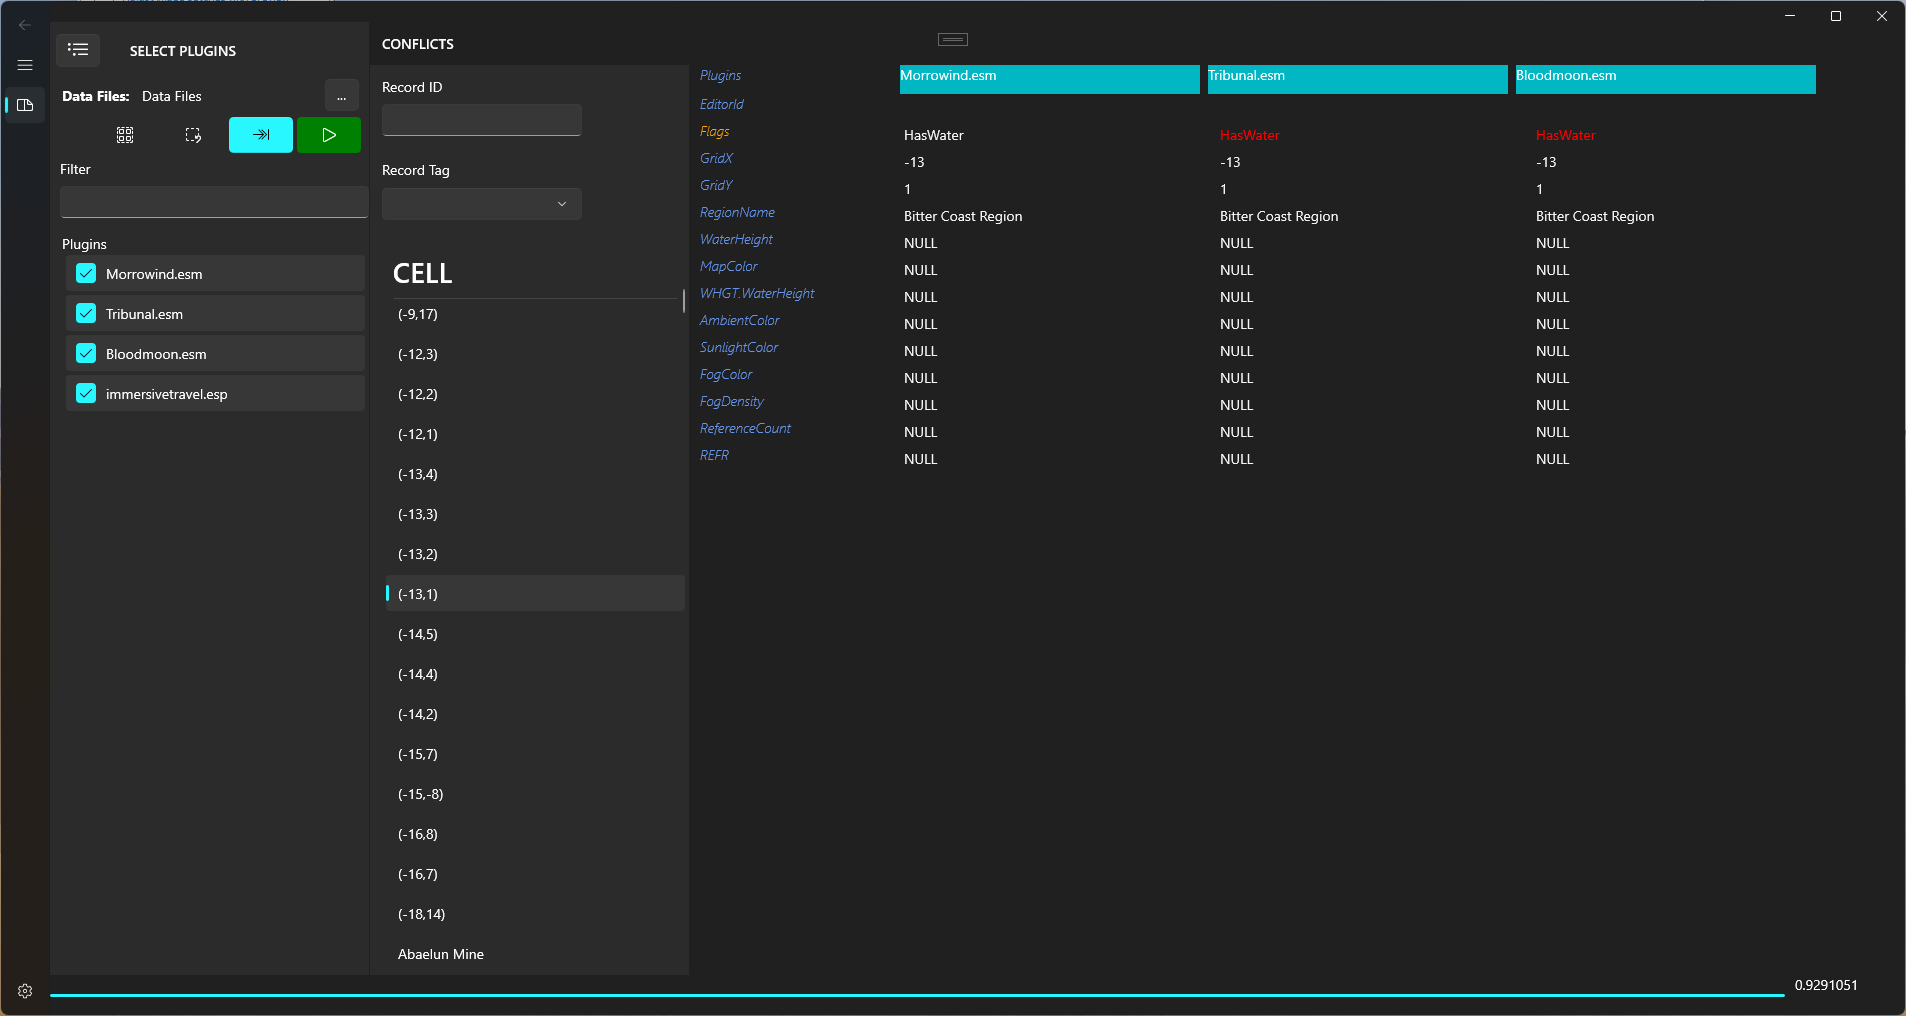 SELECT PLUGINS
Data Files: Data Files
...
Filter
Plugins
Morrowind.esm
Tribunal.esm
Bloodmoon.esm
immersivetravel.esp
CONFLICTS
Record ID
Record Tag
CELL
(-9,17)
(-12,3)
(-12,2)
(-12,1)
(-13,4)
(-13,3)
(-13,2)
(-13,1)
(-14,5)
(-14,4)
(-14,2)
(-15,7)
(-15,-8)
(-16,8)
(-16,7)
(-18,14)
Abaelun Mine
Plugins Morrowind.esm Tribunal.esm Bloodmoon.esm
EditorId
Flags HasWater HasWater HasWater
GridX -13 -13 -13
GridY 1 1 1
RegionName Bitter Coast Region Bitter Coast Region Bitter Coast Region
WaterHeight NULL NULL NULL
MapColor NULL NULL NULL
WHGT.WaterHeight NULL NULL NULL
AmbientColor NULL NULL NULL
SunlightColor NULL NULL NULL
FogColor NULL NULL NULL
FogDensity NULL NULL NULL
ReferenceCount NULL NULL NULL
REFR NULL NULL NULL
0.9291051